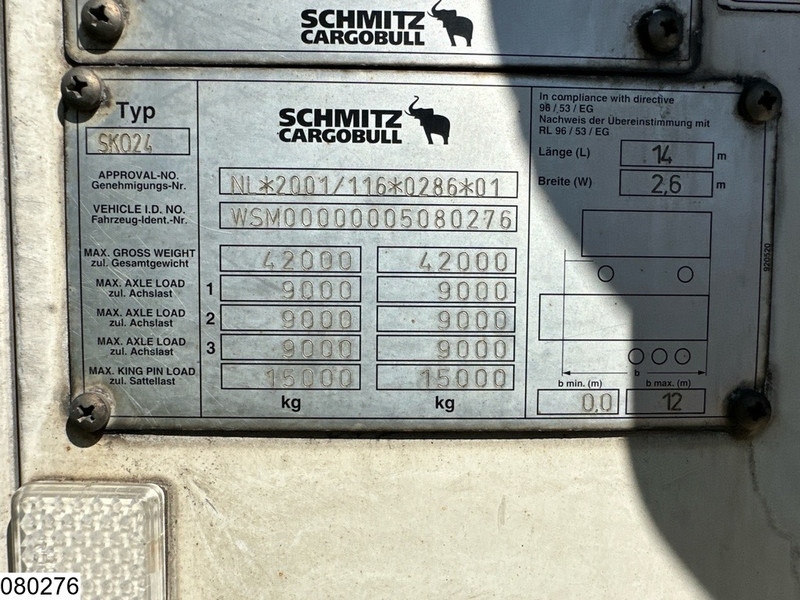 SCHMITZ
CARGOBULL
Typ
SKO24
SCHMITZ
CARGOBULL
APPROVAL-NO.
Genehmigungs-Nr.
NL*2001/116*0286*01
VEHICLE I.D. NO.
Fahrzeug-Ident.-Nr.
WSM00000005080276
MAX. GROSS WEIGHT
zul. Gesamtgewicht
42000 42000
MAX. AXLE LOAD
zul. Achslast
1 9000 9000
MAX. AXLE LOAD
zul. Achslast
2 9000 9000
MAX. AXLE LOAD
zul. Achslast
3 9000 9000
MAX. KING PIN LOAD
zul. Sattellast
15000 15000
kg kg
In compliance with directive
96 / 53 / EG
Nachweis der Übereinstimmung mit
RL 96 / 53 / EG
Länge (L) 14 m
Breite (W) 2,6 m
920520
b
b min. (m) b max. (m)
0,0 12
080276